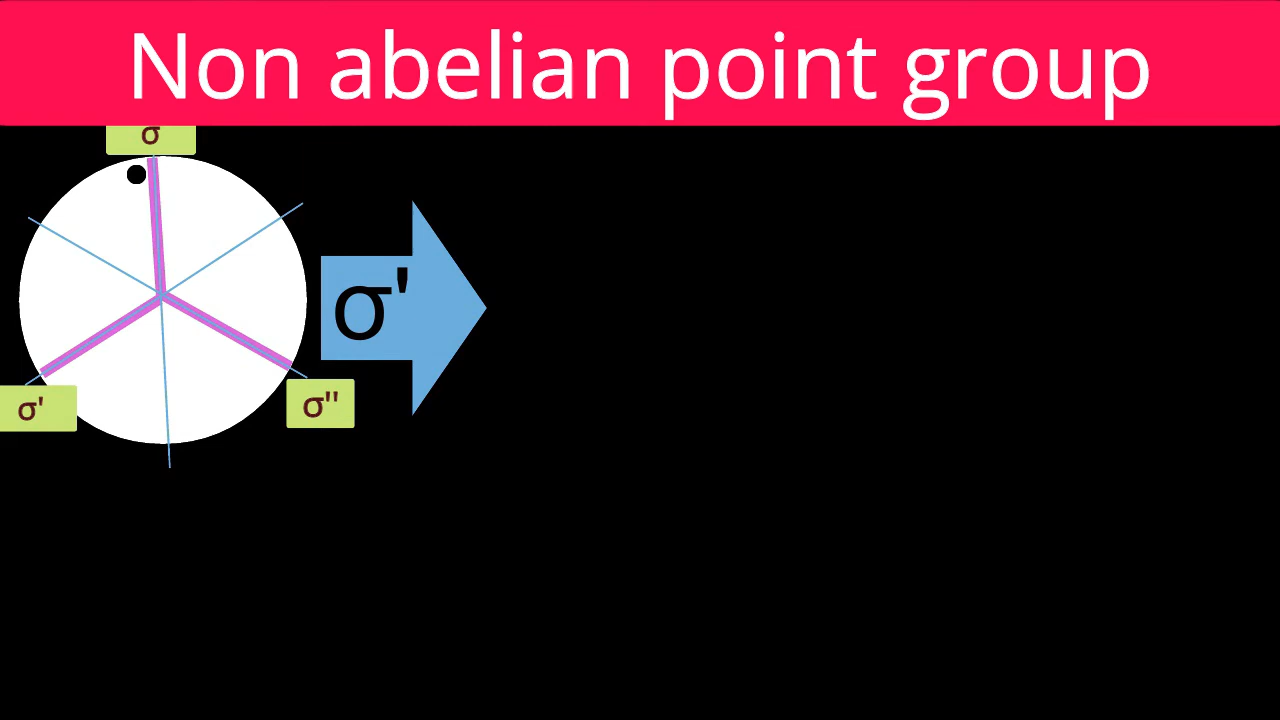 Non abelian point group
σ
σ'
σ'
σ''